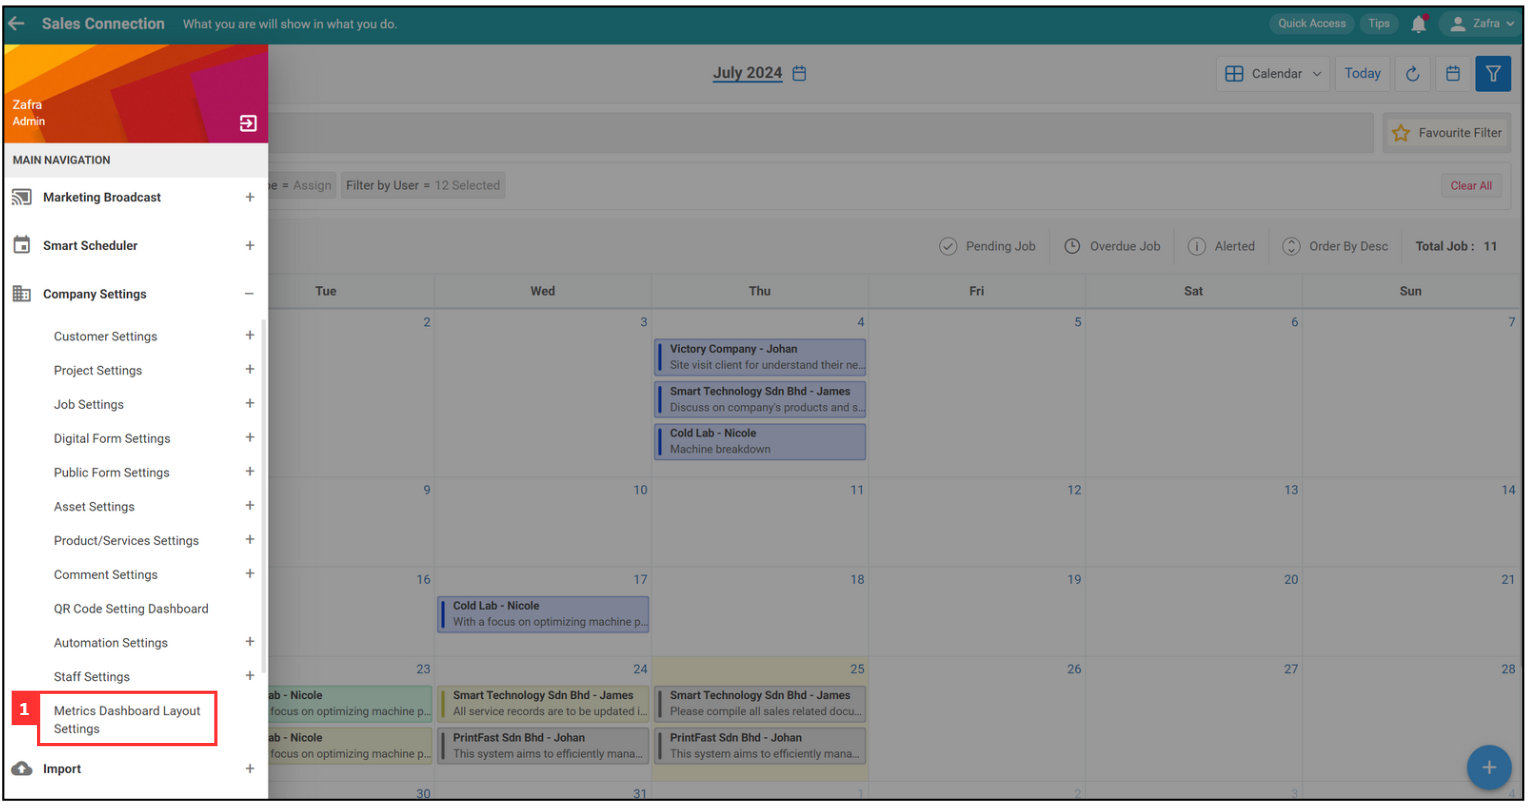 Sales Connection What you are will show in what you do. Quick Access Tips Zafra
Zafra
Admin
July 2024 Calendar Today
MAIN NAVIGATION
Favourite Filter
Marketing Broadcast +
= Assign Filter by User = 12 Selected Clear All
Smart Scheduler +
Pending Job Overdue Job Alerted Order By Desc Total Job : 11
Company Settings −
Tue Wed Thu Fri Sat Sun
Customer Settings +
Project Settings +
Job Settings +
Digital Form Settings +
Public Form Settings +
Asset Settings +
Product/Services Settings +
Comment Settings +
QR Code Setting Dashboard
Automation Settings +
Staff Settings +
1 Metrics Dashboard Layout
Settings
Import +
2 3 4 5 6 7
Victory Company - Johan
Site visit client for understand their ne...
Smart Technology Sdn Bhd - James
Discuss on company's products and s...
Cold Lab - Nicole
Machine breakdown
9 10 11 12 13 14
16 17 18 19 20 21
Cold Lab - Nicole
With a focus on optimizing machine p...
23 24 25 26 27 28
ab - Nicole
focus on optimizing machine p...
ab - Nicole
focus on optimizing machine p...
Smart Technology Sdn Bhd - James
All service records are to be updated i...
PrintFast Sdn Bhd - Johan
This system aims to efficiently mana...
Smart Technology Sdn Bhd - James
Please compile all sales related docu...
PrintFast Sdn Bhd - Johan
This system aims to efficiently mana...
+
30 31 1 2 3 4